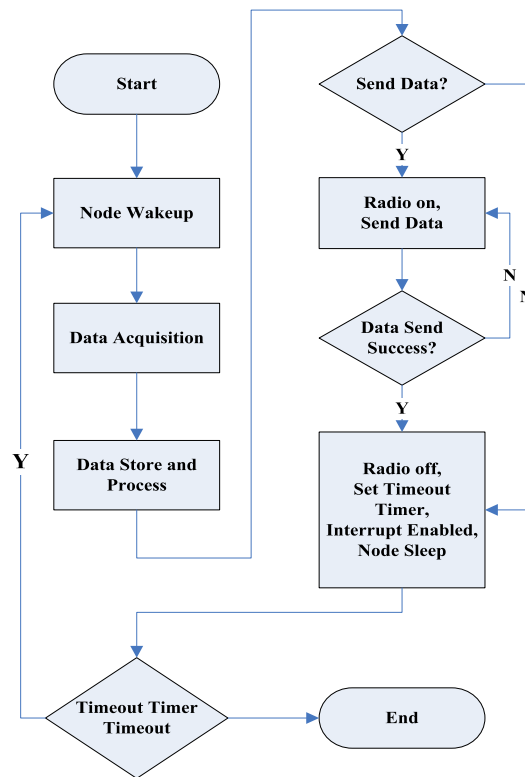 Start
Node Wakeup
Data Acquisition
Data Store and
Process
Y
Timeout Timer
Timeout
Send Data?
Y
Radio on,
Send Data
N
N
Data Send
Success?
Y
Radio off,
Set Timeout
Timer,
Interrupt Enabled,
Node Sleep
End